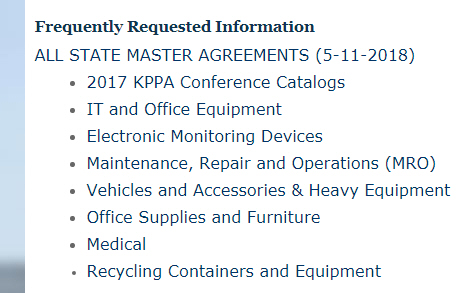 Frequently Requested Information
ALL STATE MASTER AGREEMENTS (5-11-2018)
• 2017 KPPA Conference Catalogs
• IT and Office Equipment
• Electronic Monitoring Devices
• Maintenance, Repair and Operations (MRO)
• Vehicles and Accessories & Heavy Equipment
• Office Supplies and Furniture
• Medical
• Recycling Containers and Equipment